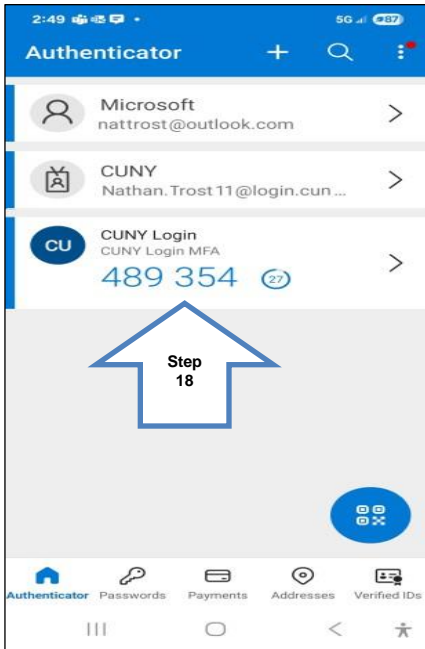 2:49 5G 87
Authenticator
Microsoft
nattrost@outlook.com
CUNY
Nathan.Trost11@login.cun ...
CU
CUNY Login
CUNY Login MFA
489 354 27
Step
18
Authenticator Passwords Payments Addresses Verified IDs